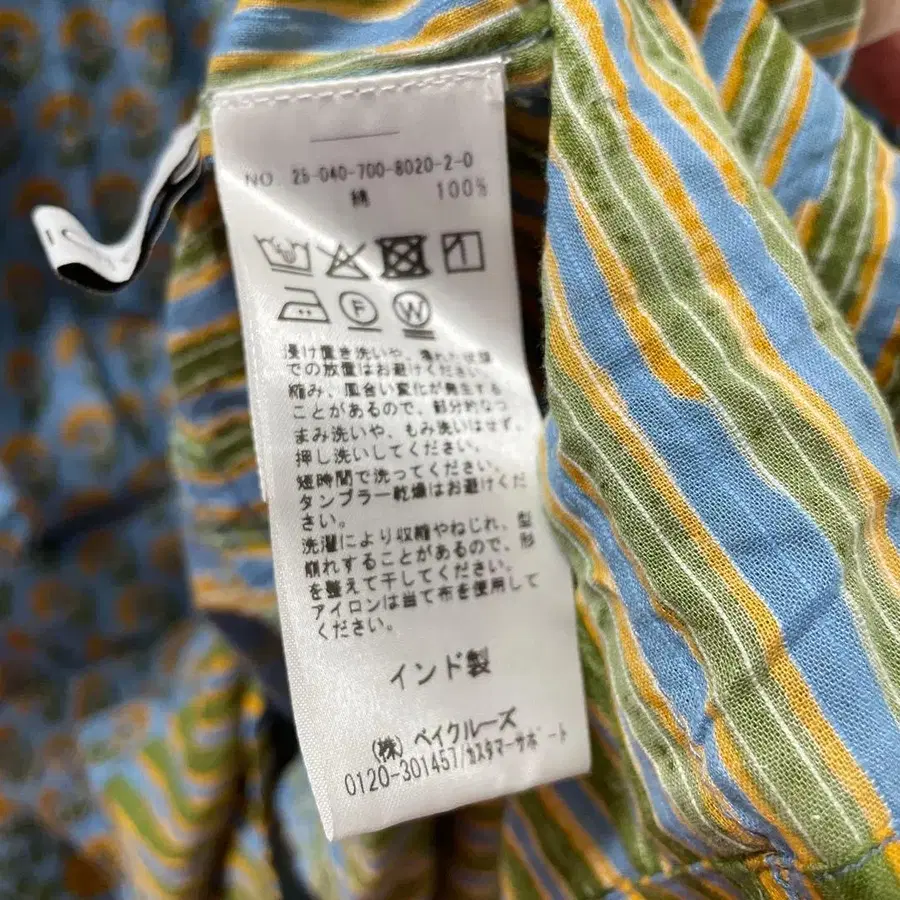 NO. 25-040-700-8020-2-0
綿 100%
P
W
浸け置き洗いや、濡れた状態
での放置はお避けください。
縮み、風合い変化が発生する
ことがあるので、部分的なつ
まみ洗いや、もみ洗いはせず、
押し洗いしてください。
短時間で洗ってください。
タンブラー乾燥はお避けくだ
さい。
洗濯により収縮やねじれ、型
崩れすることがあるので、形
を整えて干してください。
アイロンは当て布を使用して
ください。
インド製
(株) ベイクルーズ
0120-301457/カスタマーサポート